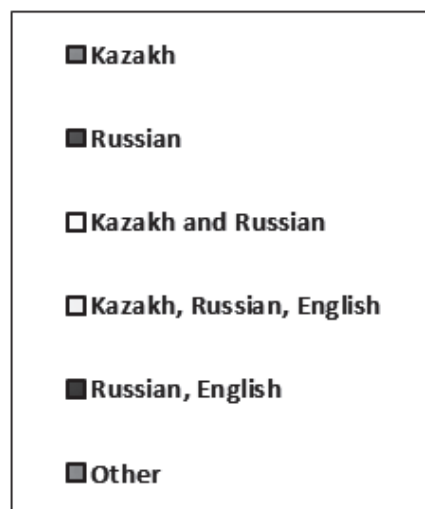 Kazakh
Russian
Kazakh and Russian
Kazakh, Russian, English
Russian, English
Other